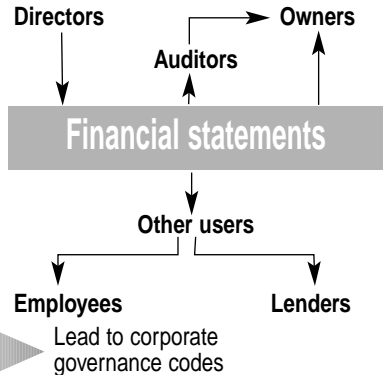 Directors
Owners
Auditors
Financial statements
Other users
Employees
Lenders
Lead to corporate
governance codes